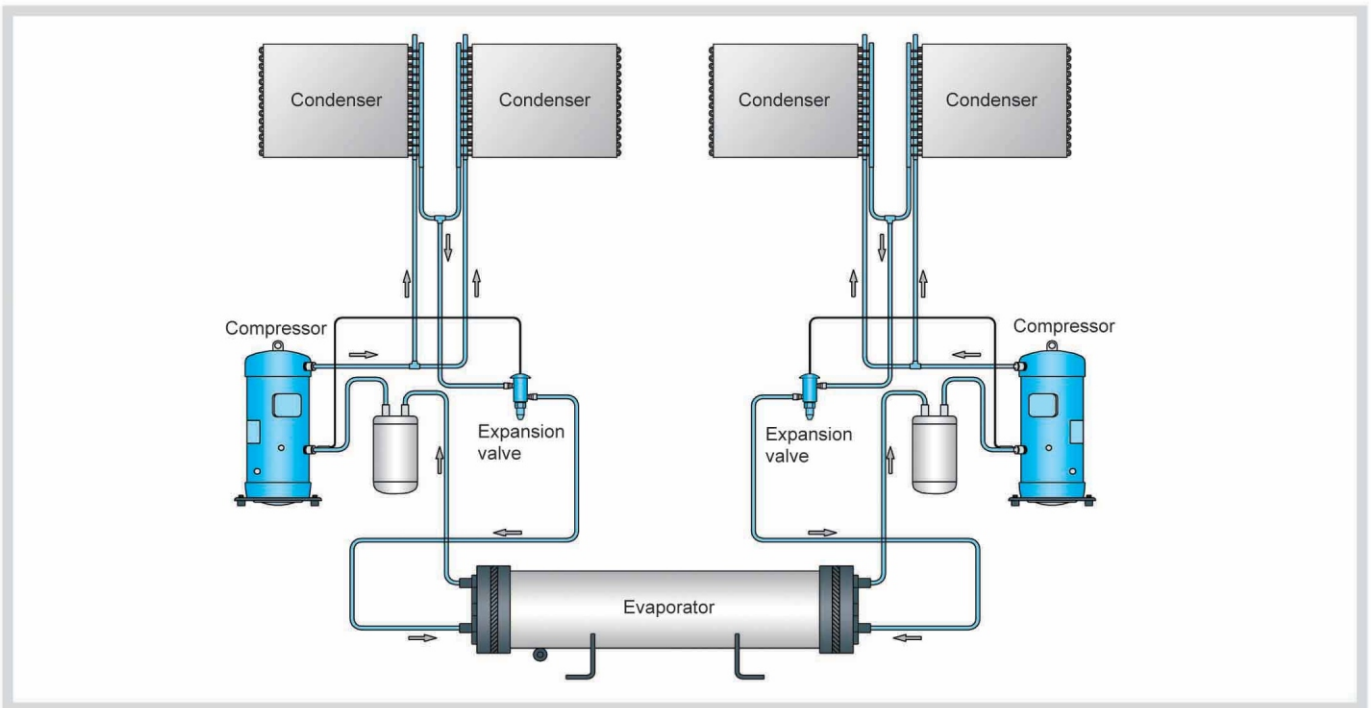 Condenser
Condenser
Condenser
Condenser
Compressor
Compressor
Expansion
valve
Expansion
valve
Evaporator